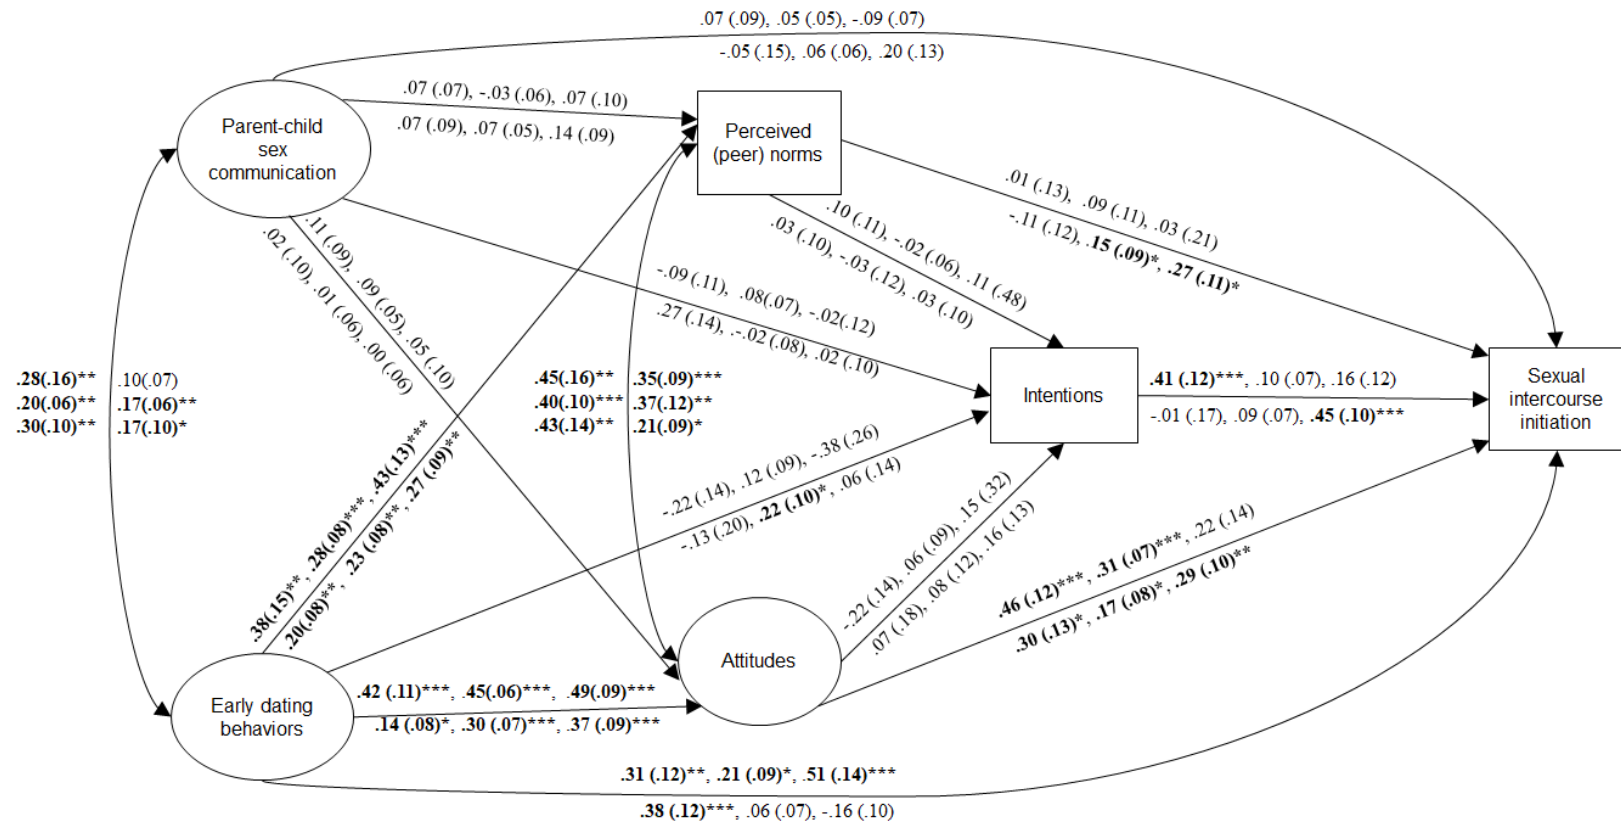 .07 (.09), .05 (.05), -.09 (.07)
-.05 (.15), .06 (.06), .20 (.13)
Parent-child
sex
communication
.07 (.07), -.03 (.06), .07 (.10)
.07 (.09), .07 (.05), .14 (.09)
Perceived
(peer) norms
.01 (.13), .09 (.11), .03 (.21)
-.11 (.12), .15 (.09)*, .27 (.11)*
.10 (.11), -.02 (.06), .11 (.48)
.03 (.10), -.03 (.12), .03 (.10)
.11 (.09), .09 (.05), .05 (.10)
.02 (.10), .01 (.06), .00 (.06)
-.09 (.11), .08(.07), -.02(.12)
.27 (.14), .-.02 (.08), .02 (.10)
.28(.16)** .10(.07)
.20(.06)** .17(.06)**
.30(.10)** .17(.10)*
.45(.16)** .35(.09)***
.40(.10)*** .37(.12)**
.43(.14)** .21(.09)*
Intentions
.41 (.12)***, .10 (.07), .16 (.12)
-.01 (.17), .09 (.07), .45 (.10)***
Sexual
intercourse
initiation
.38(.15)**, .28(.08)***, .43(.13)***
.20(.08)**, .23 (.08)**, .27 (.09)**
-.22 (.14), .12 (.09), -.38 (.26)
-.13 (.20), .22 (.10)*, .06 (.14)
-.22 (.14), .06 (.09), .15 (.32)
.07 (.18), .08 (.12), .16 (.13)
.46 (.12)***, .31 (.07)***, .22 (.14)
.30 (.13)*, .17 (.08)*, .29 (.10)**
Attitudes
Early dating
behaviors
.42 (.11)***, .45(.06)***, .49(.09)***
.14 (.08)*, .30 (.07)***, .37 (.09)***
.31 (.12)**, .21 (.09)*, .51 (.14)***
.38 (.12)***, .06 (.07), -.16 (.10)